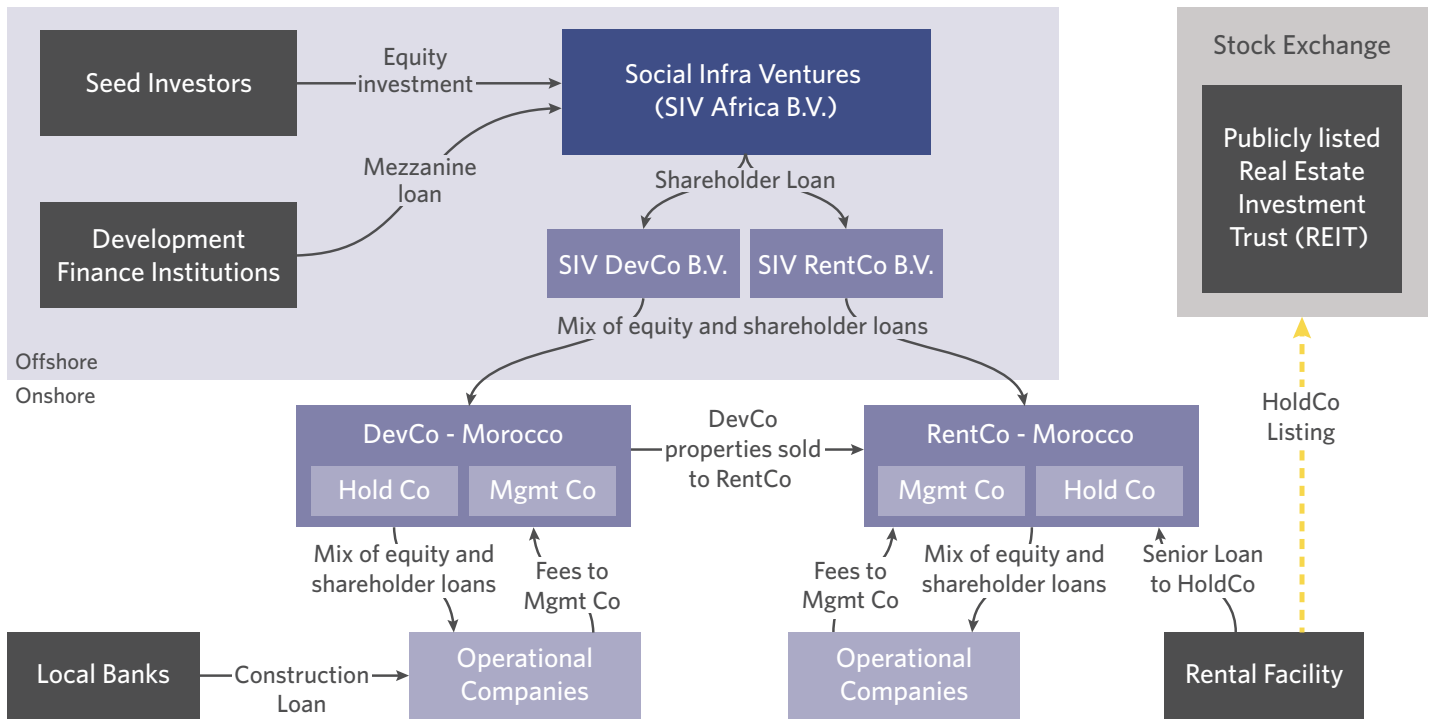 Seed Investors
Equity
investment
Social Infra Ventures
(SIV Africa B.V.)
Stock Exchange
Publicly listed
Real Estate
Investment
Trust (REIT)
Mezzanine
loan
Shareholder Loan
Development
Finance Institutions
SIV DevCo B.V.
SIV RentCo B.V.
Mix of equity and shareholder loans
Offshore
Onshore
DevCo - Morocco
Hold Co
Mgmt Co
DevCo
properties sold
to RentCo
RentCo - Morocco
Mgmt Co
Hold Co
HoldCo
Listing
Mix of equity and
shareholder loans
Fees to
Mgmt Co
Fees to
Mgmt Co
Mix of equity and
shareholder loans
Senior Loan
to HoldCo
Local Banks
Construction
Loan
Operational
Companies
Operational
Companies
Rental Facility